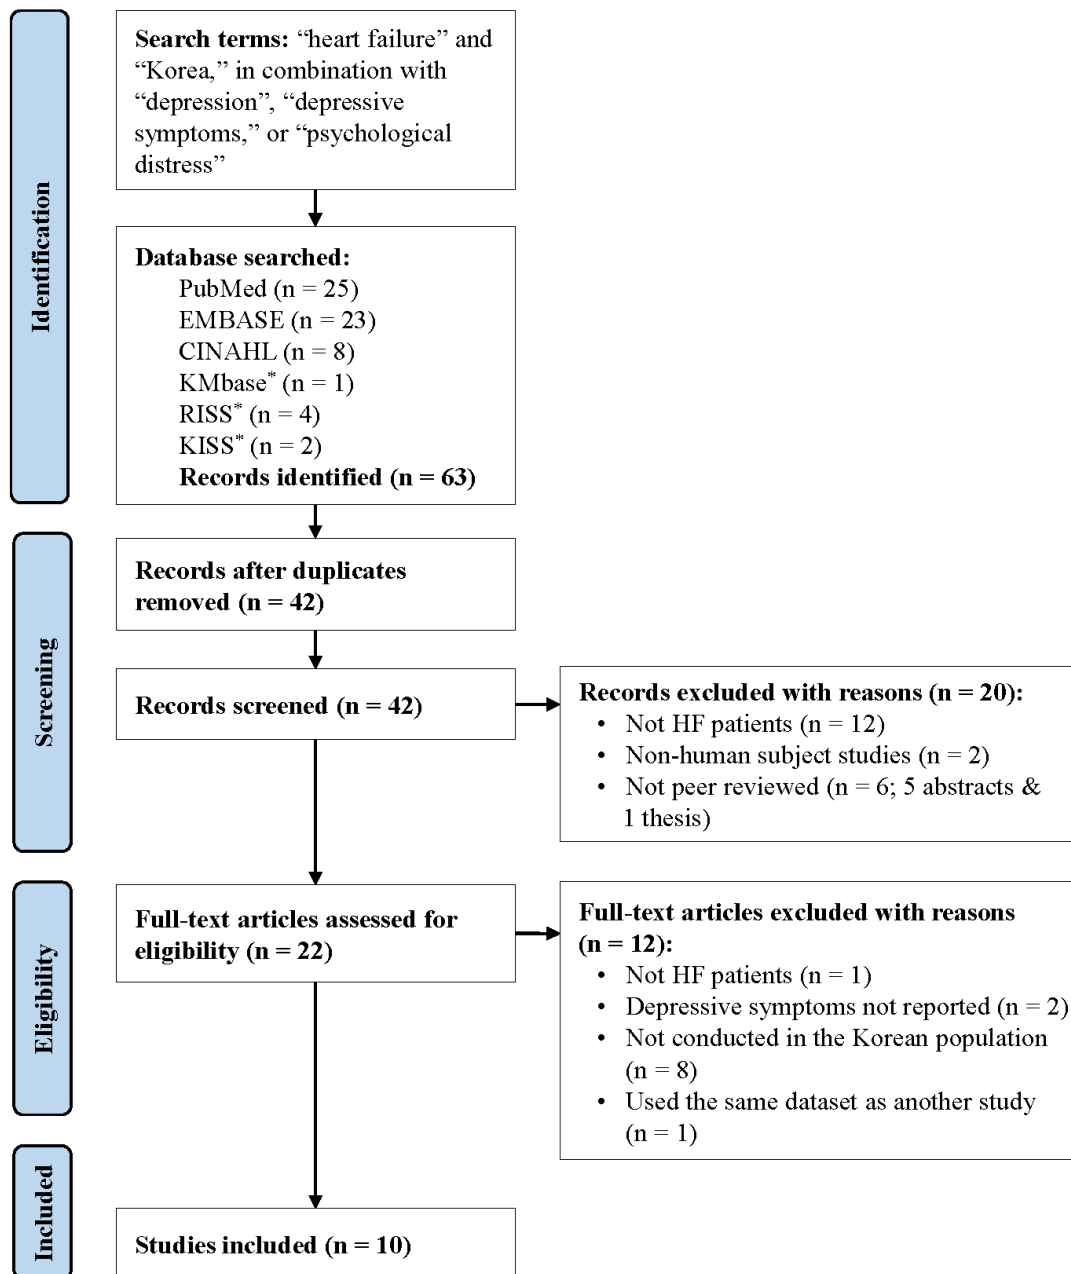 Identification
Search terms: “heart failure” and
“Korea,” in combination with
“depression”, “depressive
symptoms,” or “psychological
distress”
Database searched:
PubMed (n = 25)
EMBASE (n = 23)
CINAHL (n = 8)
KMbase* (n = 1)
RISS* (n = 4)
KISS* (n = 2)
Records identified (n = 63)
Screening
Records after duplicates
removed (n = 42)
Records screened (n = 42)
Records excluded with reasons (n = 20):
• Not HF patients (n = 12)
• Non-human subject studies (n = 2)
• Not peer reviewed (n = 6; 5 abstracts &
1 thesis)
Eligibility
Full-text articles assessed for
eligibility (n = 22)
Full-text articles excluded with reasons
(n = 12):
• Not HF patients (n = 1)
• Depressive symptoms not reported (n = 2)
• Not conducted in the Korean population
(n = 8)
• Used the same dataset as another study
(n = 1)
Included
Studies included (n = 10)